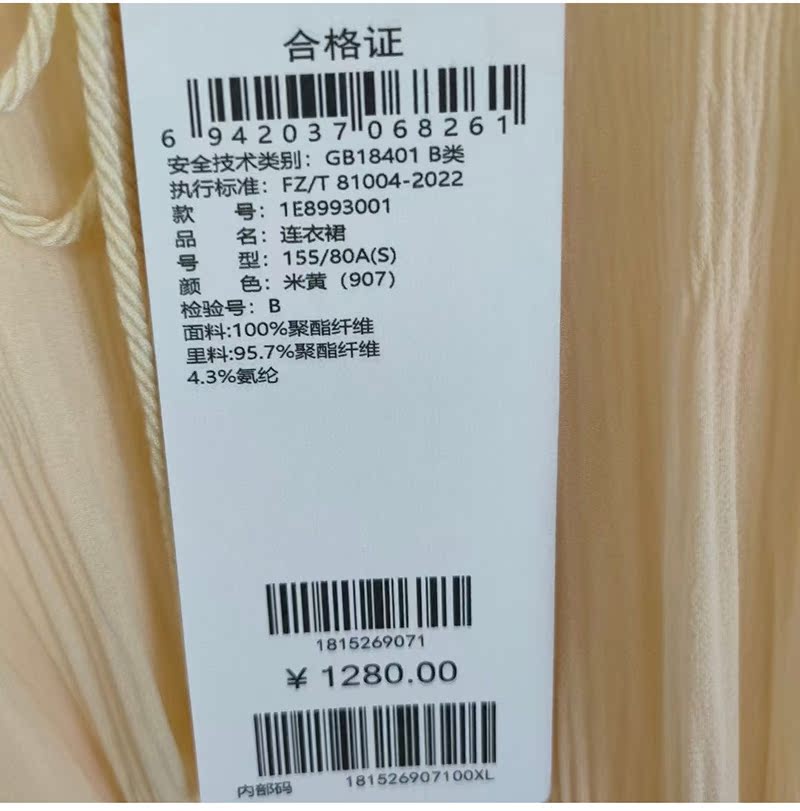 合格证
6 942037 068261
安全技术类别：GB18401 B类
执行标准：FZ/T 81004-2022
款 号：1E8993001
品 名：连衣裙
号 型：155/80A(S)
颜 色：米黄（907）
检验号：B
面料:100%聚酯纤维
里料:95.7%聚酯纤维
4.3%氨纶
1815269071
¥ 1280.00
内部码 181526907100XL